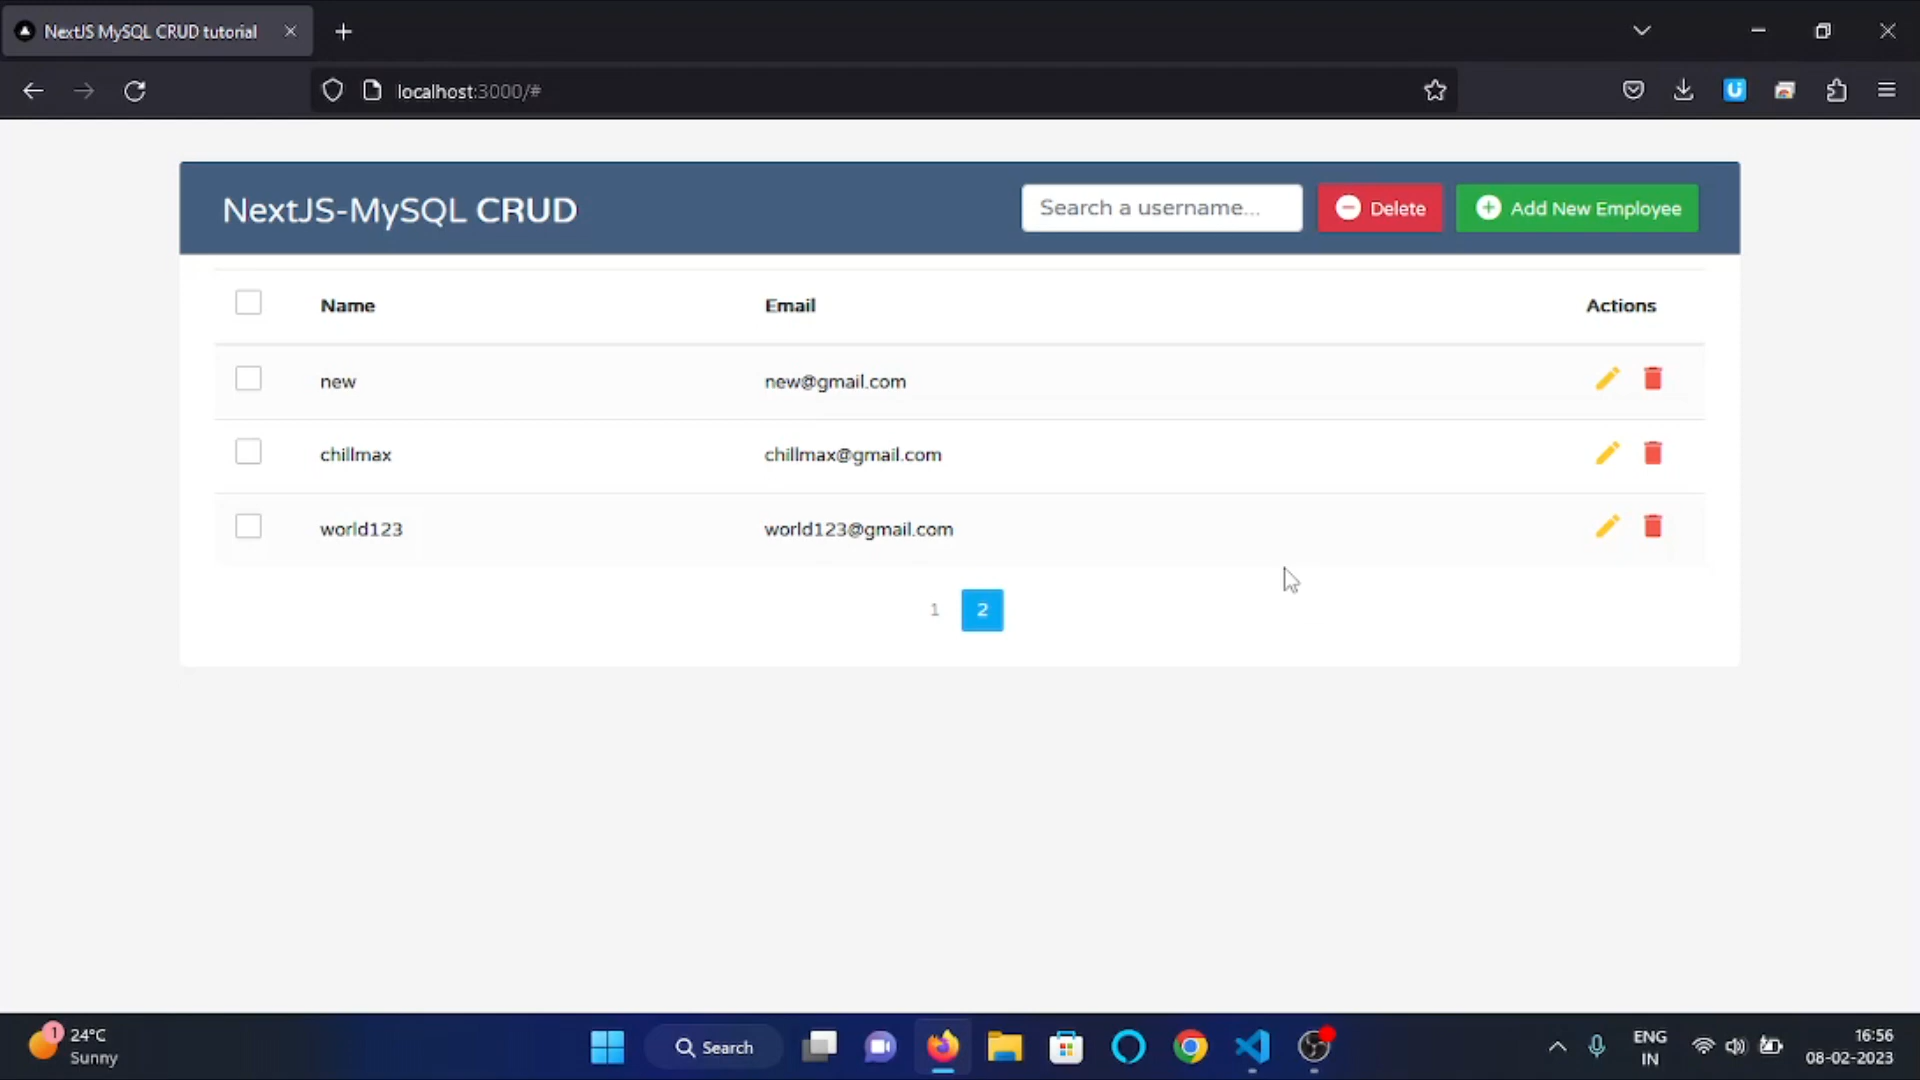 NextJS MySQL CRUD tutorial
localhost:3000/#
NextJS-MySQL CRUD
Search a username...
Delete
Add New Employee
Name Email Actions
new new@gmail.com
chillmax chillmax@gmail.com
world123 world123@gmail.com
1 2
1
24°C
Sunny
Search
ENG
IN
16:56
08-02-2023